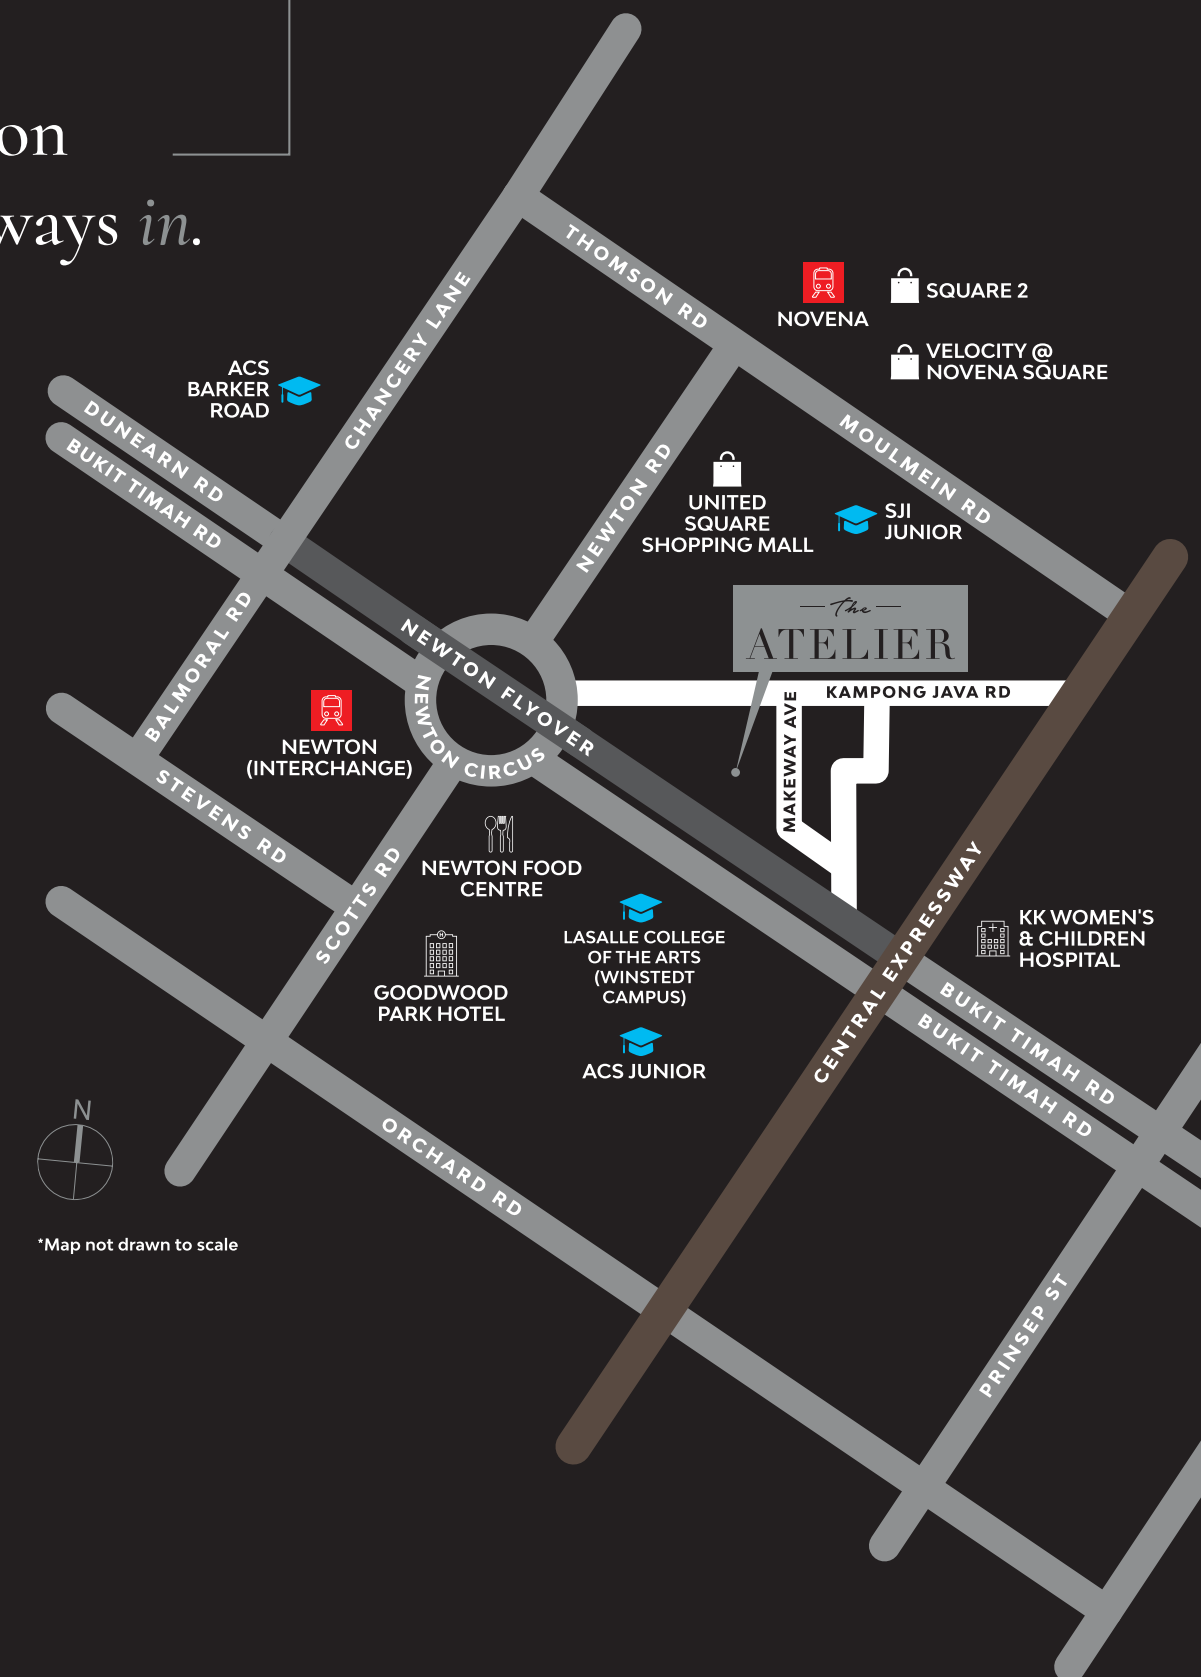 on
ways in.
THOMSON RD
NOVENA
SQUARE 2
VELOCITY @
NOVENA SQUARE
CHANCERY LANE
ACS
BARKER
ROAD
DUNEARN RD
BUKIT TIMAH RD
MOULMEIN RD
NEWTON RD
UNITED
SQUARE
SHOPPING MALL
SJI
JUNIOR
The
ATELIER
BALMORAL RD
NEWTON FLYOVER
NEWTON CIRCUS
KAMPONG JAVA RD
MAKEWAY AVE
NEWTON
(INTERCHANGE)
STEVENS RD
SCOTTS RD
NEWTON FOOD
CENTRE
LASALLE COLLEGE
OF THE ARTS
(WINSTEDT
CAMPUS)
GOODWOOD
PARK HOTEL
ACS JUNIOR
CENTRAL EXPRESSWAY
KK WOMEN'S
& CHILDREN
HOSPITAL
BUKIT TIMAH RD
BUKIT TIMAH RD
N
ORCHARD RD
*Map not drawn to scale
PRINSEP ST